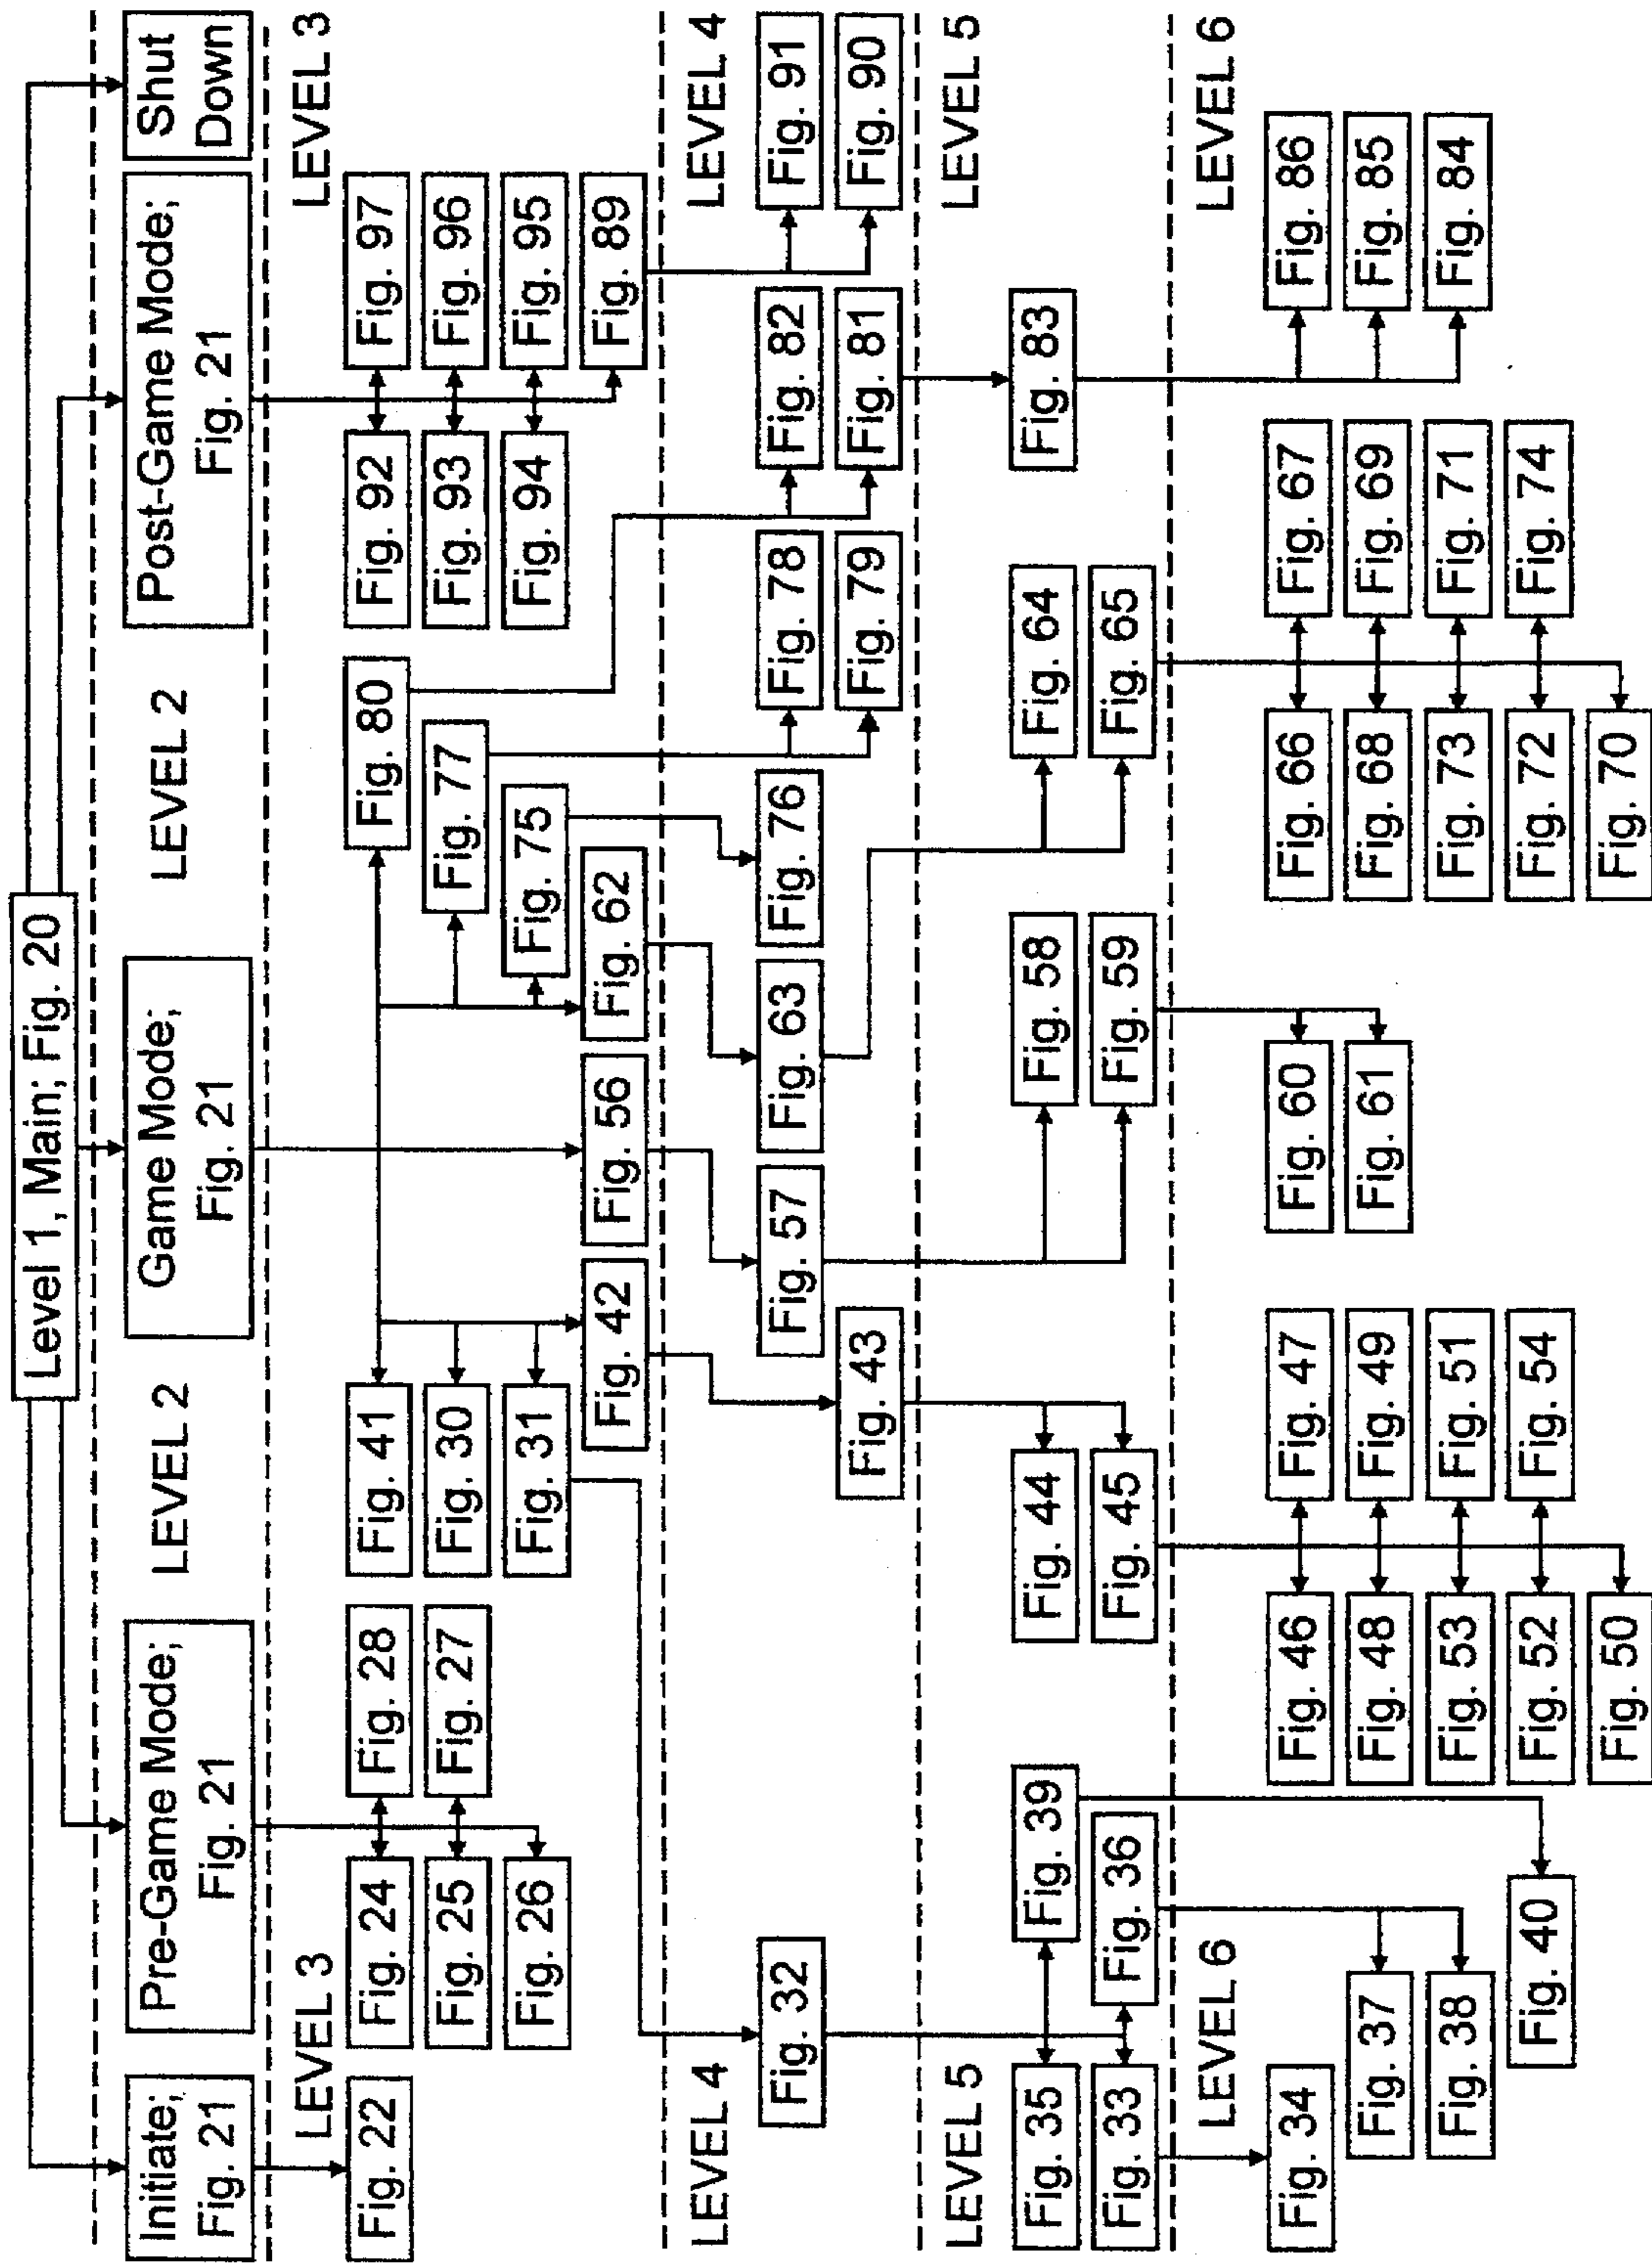 Level 1, Main; Fig. 20
Initiate;
Fig. 21
Pre-Game Mode;
Fig. 21
LEVEL 2
Game Mode;
Fig. 21
LEVEL 2
Post-Game Mode;
Fig. 21
Shut
Down
LEVEL 3
LEVEL 3
Fig. 22
Fig. 24
Fig. 28
Fig. 41
Fig. 80
Fig. 92
Fig. 97
Fig. 25
Fig. 27
Fig. 30
Fig. 77
Fig. 93
Fig. 96
Fig. 26
Fig. 31
Fig. 75
Fig. 94
Fig. 95
Fig. 42
Fig. 56
Fig. 62
Fig. 89
LEVEL 4
LEVEL 4
Fig. 32
Fig. 57
Fig. 63
Fig. 76
Fig. 78
Fig. 82
Fig. 91
Fig. 43
Fig. 79
Fig. 81
Fig. 90
LEVEL 5
LEVEL 5
Fig. 35
Fig. 39
Fig. 44
Fig. 58
Fig. 64
Fig. 83
Fig. 33
Fig. 36
Fig. 45
Fig. 59
Fig. 65
LEVEL 6
LEVEL 6
Fig. 34
Fig. 46
Fig. 47
Fig. 60
Fig. 66
Fig. 67
Fig. 86
Fig. 37
Fig. 48
Fig. 49
Fig. 61
Fig. 68
Fig. 69
Fig. 85
Fig. 38
Fig. 53
Fig. 51
Fig. 73
Fig. 71
Fig. 84
Fig. 40
Fig. 52
Fig. 54
Fig. 72
Fig. 74
Fig. 50
Fig. 70